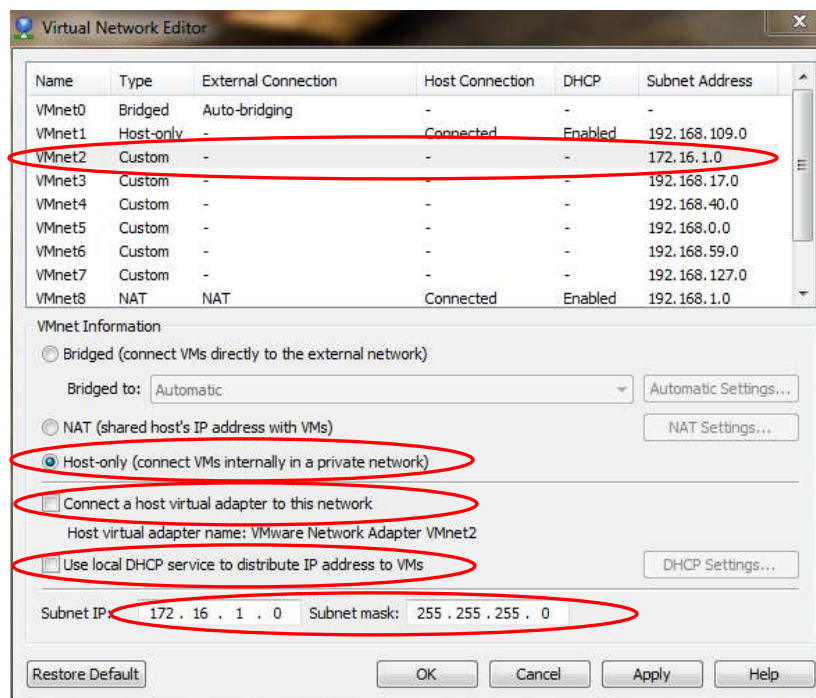 Virtual Network Editor
Name Type External Connection Host Connection DHCP Subnet Address
VMnet0 Bridged Auto-bridging - - -
VMnet1 Host-only - Connected Enabled 192.168.109.0
VMnet2 Custom - - - 172.16.1.0
VMnet3 Custom - - - 192.168.17.0
VMnet4 Custom - - - 192.168.40.0
VMnet5 Custom - - - 192.168.0.0
VMnet6 Custom - - - 192.168.59.0
VMnet7 Custom - - - 192.168.127.0
VMnet8 NAT NAT Connected Enabled 192.168.1.0
VMnet Information
Bridged (connect VMs directly to the external network)
Bridged to: Automatic Automatic Settings...
NAT (shared host's IP address with VMs) NAT Settings...
Host-only (connect VMs internally in a private network)
Connect a host virtual adapter to this network
Host virtual adapter name: VMware Network Adapter VMnet2
Use local DHCP service to distribute IP address to VMs DHCP Settings...
Subnet IP: 172 . 16 . 1 . 0 Subnet mask: 255 . 255 . 255 . 0
Restore Default OK Cancel Apply Help